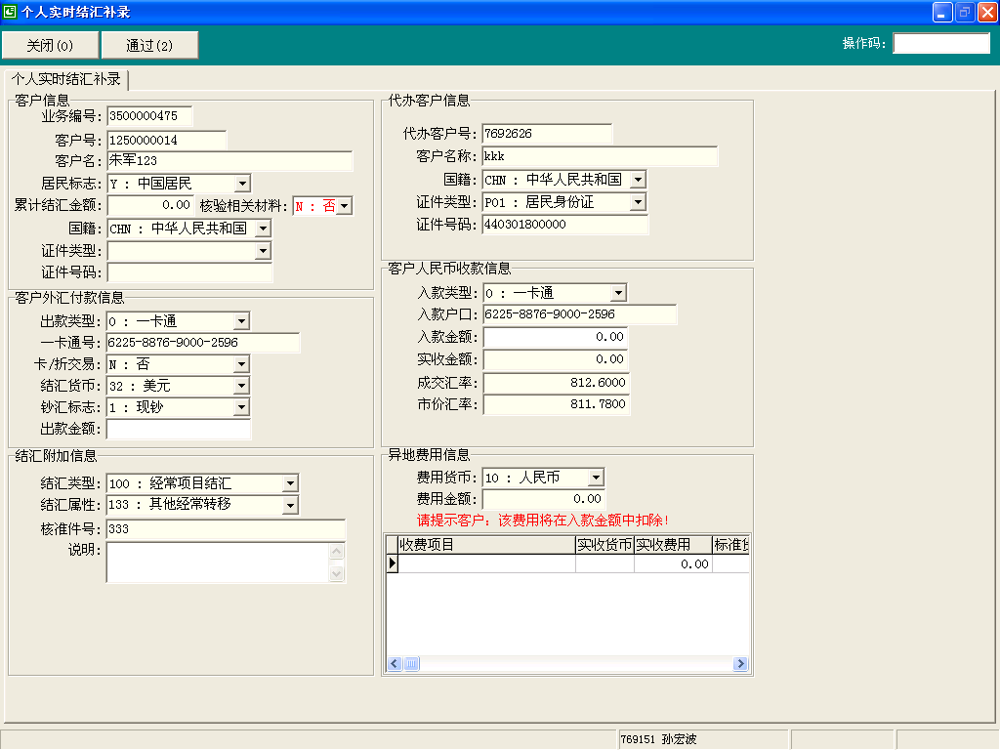 个人实时结汇补录
关闭(0) 通过(2) 操作码:
个人实时结汇补录
客户信息
业务编号: 3500000475
客户号: 1250000014
客户名: 朱军123
居民标志: Y : 中国居民
累计结汇金额: 0.00 核验相关材料: N : 否
国籍: CHN : 中华人民共和国
证件类型:
证件号码:
客户外汇付款信息
出款类型: 0 : 一卡通
一卡通号: 6225-8876-9000-2596
卡/折交易: N : 否
结汇货币: 32 : 美元
钞汇标志: 1 : 现钞
出款金额:
结汇附加信息
结汇类型: 100 : 经常项目结汇
结汇属性: 133 : 其他经常转移
核准件号: 333
说明:
代办客户信息
代办客户号: 7692626
客户名称: kkk
国籍: CHN : 中华人民共和国
证件类型: P01 : 居民身份证
证件号码: 440301800000
客户人民币收款信息
入款类型: 0 : 一卡通
入款户口: 6225-8876-9000-2596
入款金额: 0.00
实收金额: 0.00
成交汇率: 812.6000
市价汇率: 811.7800
异地费用信息
费用货币: 10 : 人民币
费用金额: 0.00
请提示客户: 该费用将在入款金额中扣除!
收费项目 实收货币 实收费用 标准
0.00
769151 孙宏波